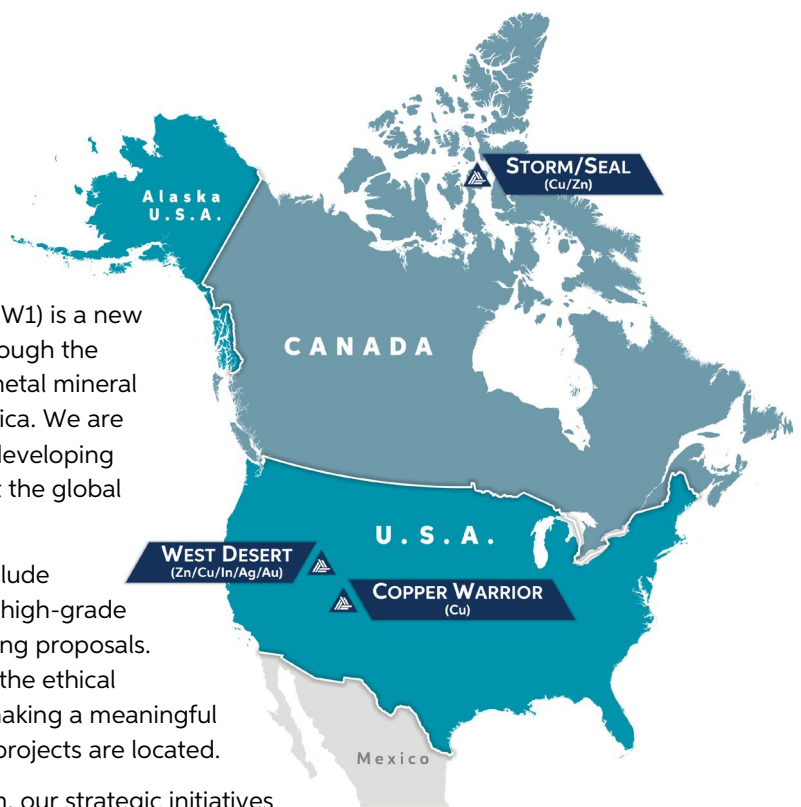 STORM/SEAL
(Cu/Zn)
Alaska
U.S.A.
CANADA
W1) is a new
ough the
netal mineral
ica. We are
developing
t the global
U.S.A.
WEST DESERT
(Zn/Cu/In/Ag/Au)
COPPER WARRIOR
(Cu)
lude
high-grade
ng proposals.
the ethical
naking a meaningful
projects are located.
Mexico
n, our strategic initiatives